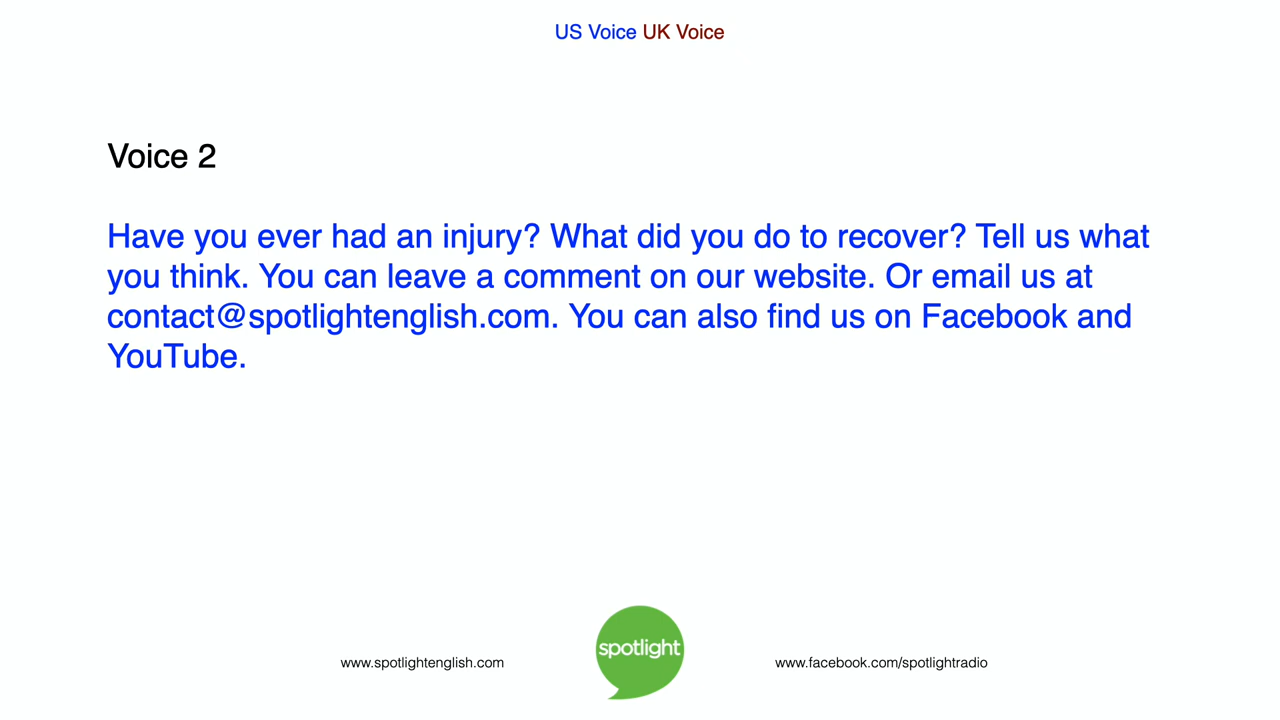 US Voice UK Voice
Voice 2
Have you ever had an injury? What did you do to recover? Tell us what
you think. You can leave a comment on our website. Or email us at
contact@spotlightenglish.com. You can also find us on Facebook and
YouTube.
spotlight
www.spotlightenglish.com
www.facebook.com/spotlightradio